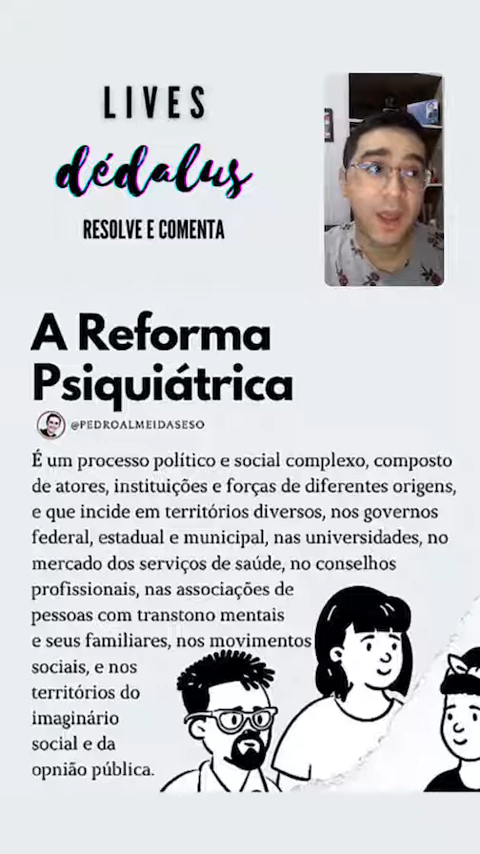 LIVES
dédalus
RESOLVE E COMENTA
A Reforma
Psiquiátrica
@PEDROALMEIDASESO
É um processo político e social complexo, composto
de atores, instituições e forças de diferentes origens,
e que incide em territórios diversos, nos governos
federal, estadual e municipal, nas universidades, no
mercado dos serviços de saúde, no conselhos
profissionais, nas associações de
pessoas com transtono mentais
e seus familiares, nos movimentos
sociais, e nos
territórios do
imaginário
social e da
opnião pública.